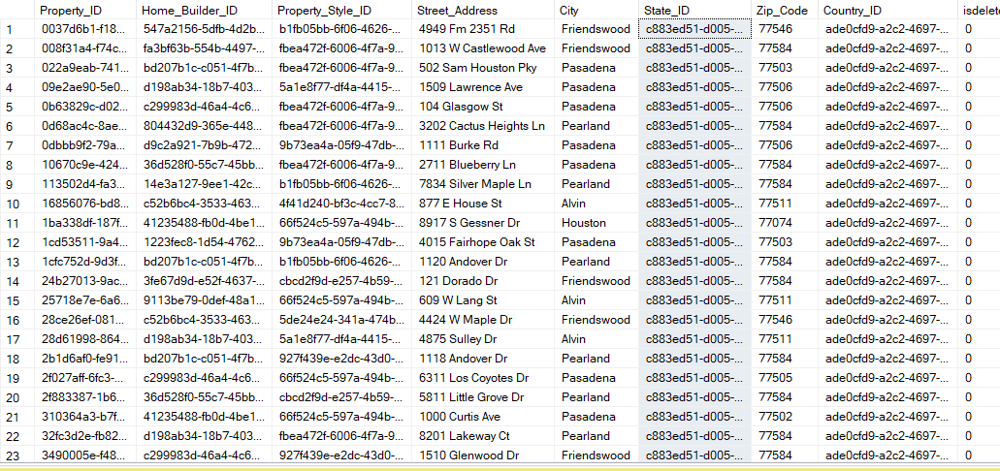 Property_ID Home_Builder_ID Property_Style_ID Street_Address City State_ID Zip_Code Country_ID isdelete
1 0037d6b1-f18... 547a2156-5dfb-4d2b... b1fb05bb-6f06-4626-... 4949 Fm 2351 Rd Friendswood c883ed51-d005-... 77546 ade0cfd9-a2c2-4697-... 0
2 008f31a4-f74c... fa3bf63b-554b-4497-... fbea472f-6006-4f7a-9... 1013 W Castlewood Ave Friendswood c883ed51-d005-... 77584 ade0cfd9-a2c2-4697-... 0
3 022a9eab-741... bd207b1c-c051-4f7b... fbea472f-6006-4f7a-9... 502 Sam Houston Pky Pasadena c883ed51-d005-... 77503 ade0cfd9-a2c2-4697-... 0
4 09e2ae90-5e0... d198ab34-18b7-403... 5a1e8f77-df4a-4415-... 1509 Lawrence Ave Pasadena c883ed51-d005-... 77506 ade0cfd9-a2c2-4697-... 0
5 0b63829c-d02... c299983d-46a4-4c6... fbea472f-6006-4f7a-9... 104 Glasgow St Pasadena c883ed51-d005-... 77506 ade0cfd9-a2c2-4697-... 0
6 0d68ac4c-8ae... 804432d9-365e-448... fbea472f-6006-4f7a-9... 3202 Cactus Heights Ln Pearland c883ed51-d005-... 77584 ade0cfd9-a2c2-4697-... 0
7 0dbbb9f2-79a... d9c2a921-7b9b-472... 9b73ea4a-05f9-47db-... 1111 Burke Rd Pasadena c883ed51-d005-... 77506 ade0cfd9-a2c2-4697-... 0
8 10670c9e-424... 36d528f0-55c7-45bb... fbea472f-6006-4f7a-9... 2711 Blueberry Ln Pasadena c883ed51-d005-... 77584 ade0cfd9-a2c2-4697-... 0
9 113502d4-fa3... 14e3a127-9ee1-42c... b1fb05bb-6f06-4626-... 7834 Silver Maple Ln Pearland c883ed51-d005-... 77584 ade0cfd9-a2c2-4697-... 0
10 16856076-bd8... c52b6bc4-3533-463... 4f41d240-bf3c-4cc7-8... 877 E House St Alvin c883ed51-d005-... 77511 ade0cfd9-a2c2-4697-... 0
11 1ba338df-187f... 41235488-fb0d-4be1... 66f524c5-597a-494b-... 8917 S Gessner Dr Houston c883ed51-d005-... 77074 ade0cfd9-a2c2-4697-... 0
12 1cd53511-9a4... 1223fec8-1d54-4762... 9b73ea4a-05f9-47db-... 4015 Fairhope Oak St Pasadena c883ed51-d005-... 77503 ade0cfd9-a2c2-4697-... 0
13 1cfc752d-9d3f... bd207b1c-c051-4f7b... b1fb05bb-6f06-4626-... 1120 Andover Dr Pearland c883ed51-d005-... 77584 ade0cfd9-a2c2-4697-... 0
14 24b27013-9ac... 3fe67d9d-e52f-4637-... cbcd2f9d-e257-4b59-... 121 Dorado Dr Friendswood c883ed51-d005-... 77584 ade0cfd9-a2c2-4697-... 0
15 25718e7e-6a6... 9113be79-0def-48a1... 66f524c5-597a-494b-... 609 W Lang St Alvin c883ed51-d005-... 77511 ade0cfd9-a2c2-4697-... 0
16 28ce26ef-081... c52b6bc4-3533-463... 5de24e24-341a-474b... 4424 W Maple Dr Friendswood c883ed51-d005-... 77546 ade0cfd9-a2c2-4697-... 0
17 28d61998-864... d198ab34-18b7-403... 5a1e8f77-df4a-4415-... 4875 Sulley Dr Alvin c883ed51-d005-... 77511 ade0cfd9-a2c2-4697-... 0
18 2b1d6af0-fe91... bd207b1c-c051-4f7b... 927f439e-e2dc-43d0-... 1118 Andover Dr Pearland c883ed51-d005-... 77584 ade0cfd9-a2c2-4697-... 0
19 2f027aff-6fc3-... c299983d-46a4-4c6... 66f524c5-597a-494b-... 6311 Los Coyotes Dr Pasadena c883ed51-d005-... 77505 ade0cfd9-a2c2-4697-... 0
20 2f883387-1b6... 36d528f0-55c7-45bb... cbcd2f9d-e257-4b59-... 5811 Little Grove Dr Pearland c883ed51-d005-... 77584 ade0cfd9-a2c2-4697-... 0
21 310364a3-b7f... 41235488-fb0d-4be1... 66f524c5-597a-494b-... 1000 Curtis Ave Pasadena c883ed51-d005-... 77502 ade0cfd9-a2c2-4697-... 0
22 32fc3d2e-fb82... d198ab34-18b7-403... 927f439e-e2dc-43d0-... 8201 Lakeway Ct Pearland c883ed51-d005-... 77584 ade0cfd9-a2c2-4697-... 0
23 3490005e-f48... c299983d-46a4-4c6... 927f439e-e2dc-43d0-... 1510 Glenwood Dr Friendswood c883ed51-d005-... 77584 ade0cfd9-a2c2-4697-... 0